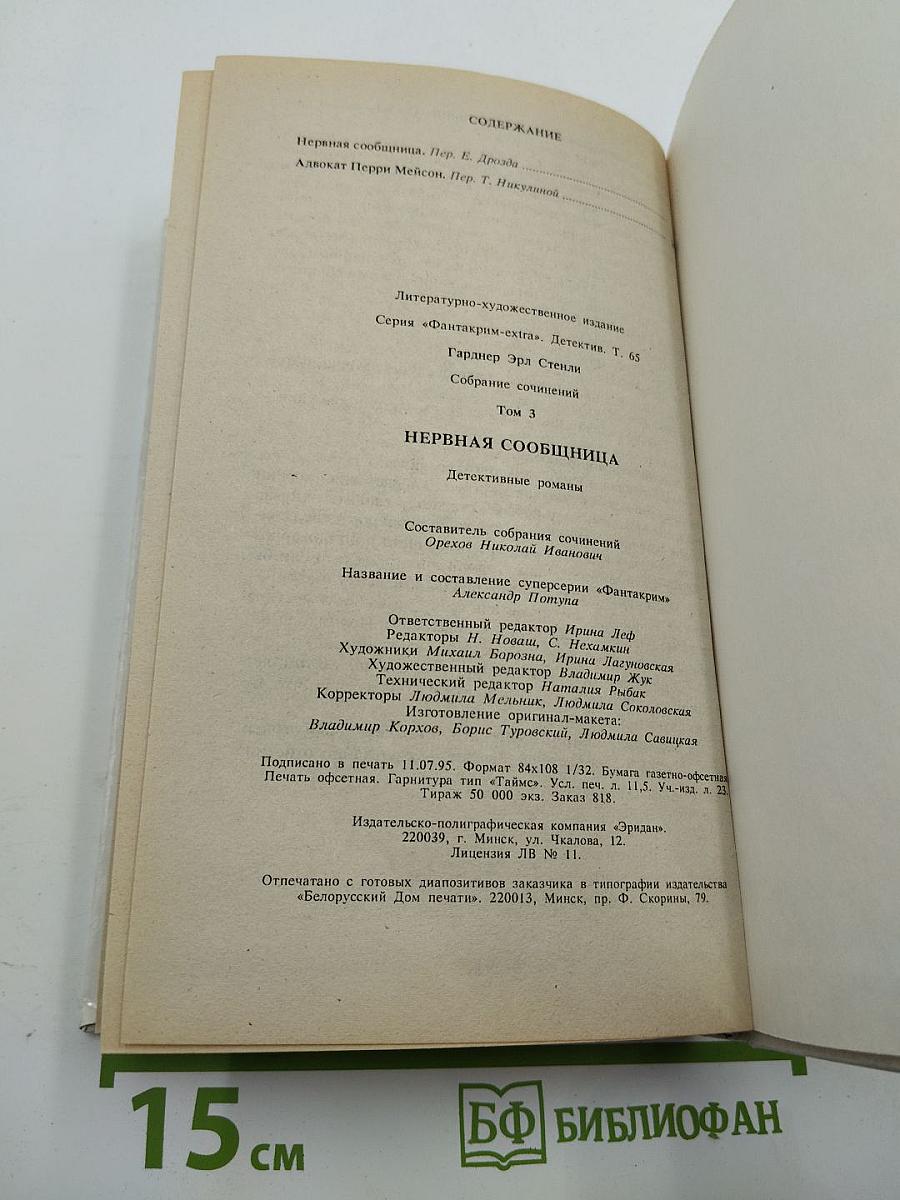 СОДЕРЖАНИЕ
Нервная сообщница. Пер. Е. Дрозда
Адвокат Перри Мейсон. Пер. Т. Никулиной
Литературно-художественное издание
Серия «Фантакрим-extra». Детектив. Т. 65
Гарднер Эрл Стенли
Собрание сочинений
Том 3
НЕРВНАЯ СООБЩНИЦА
Детективные романы
Составитель собрания сочинений
Орехов Николай Иванович
Название и составление суперсерии «Фантакрим»
Александр Потупа
Ответственный редактор Ирина Леф
Редакторы Н. Новаш, С. Нехамкин
Художники Михаил Борозна, Ирина Лагуновская
Художественный редактор Владимир Жук
Технический редактор Наталия Рыбак
Корректоры Людмила Мельник, Людмила Соколовская
Изготовление оригинал-макета:
Владимир Корхов, Борис Туровский, Людмила Савицкая
Подписано в печать 11.07.95. Формат 84х108 1/32. Бумага газетно-офсетная
Печать офсетная. Гарнитура тип «Таймс». Усл. печ. л. 11,5. Уч.-изд. л. 23.
Тираж 50 000 экз. Заказ 818.
Издательско-полиграфическая компания «Эридан».
220039, г. Минск, ул. Чкалова, 12.
Лицензия ЛВ № 11.
Отпечатано с готовых диапозитивов заказчика в типографии издательства
«Белорусский Дом печати». 220013, Минск, пр. Ф. Скорины, 79.
15 см
БФ БИБЛИОФАН